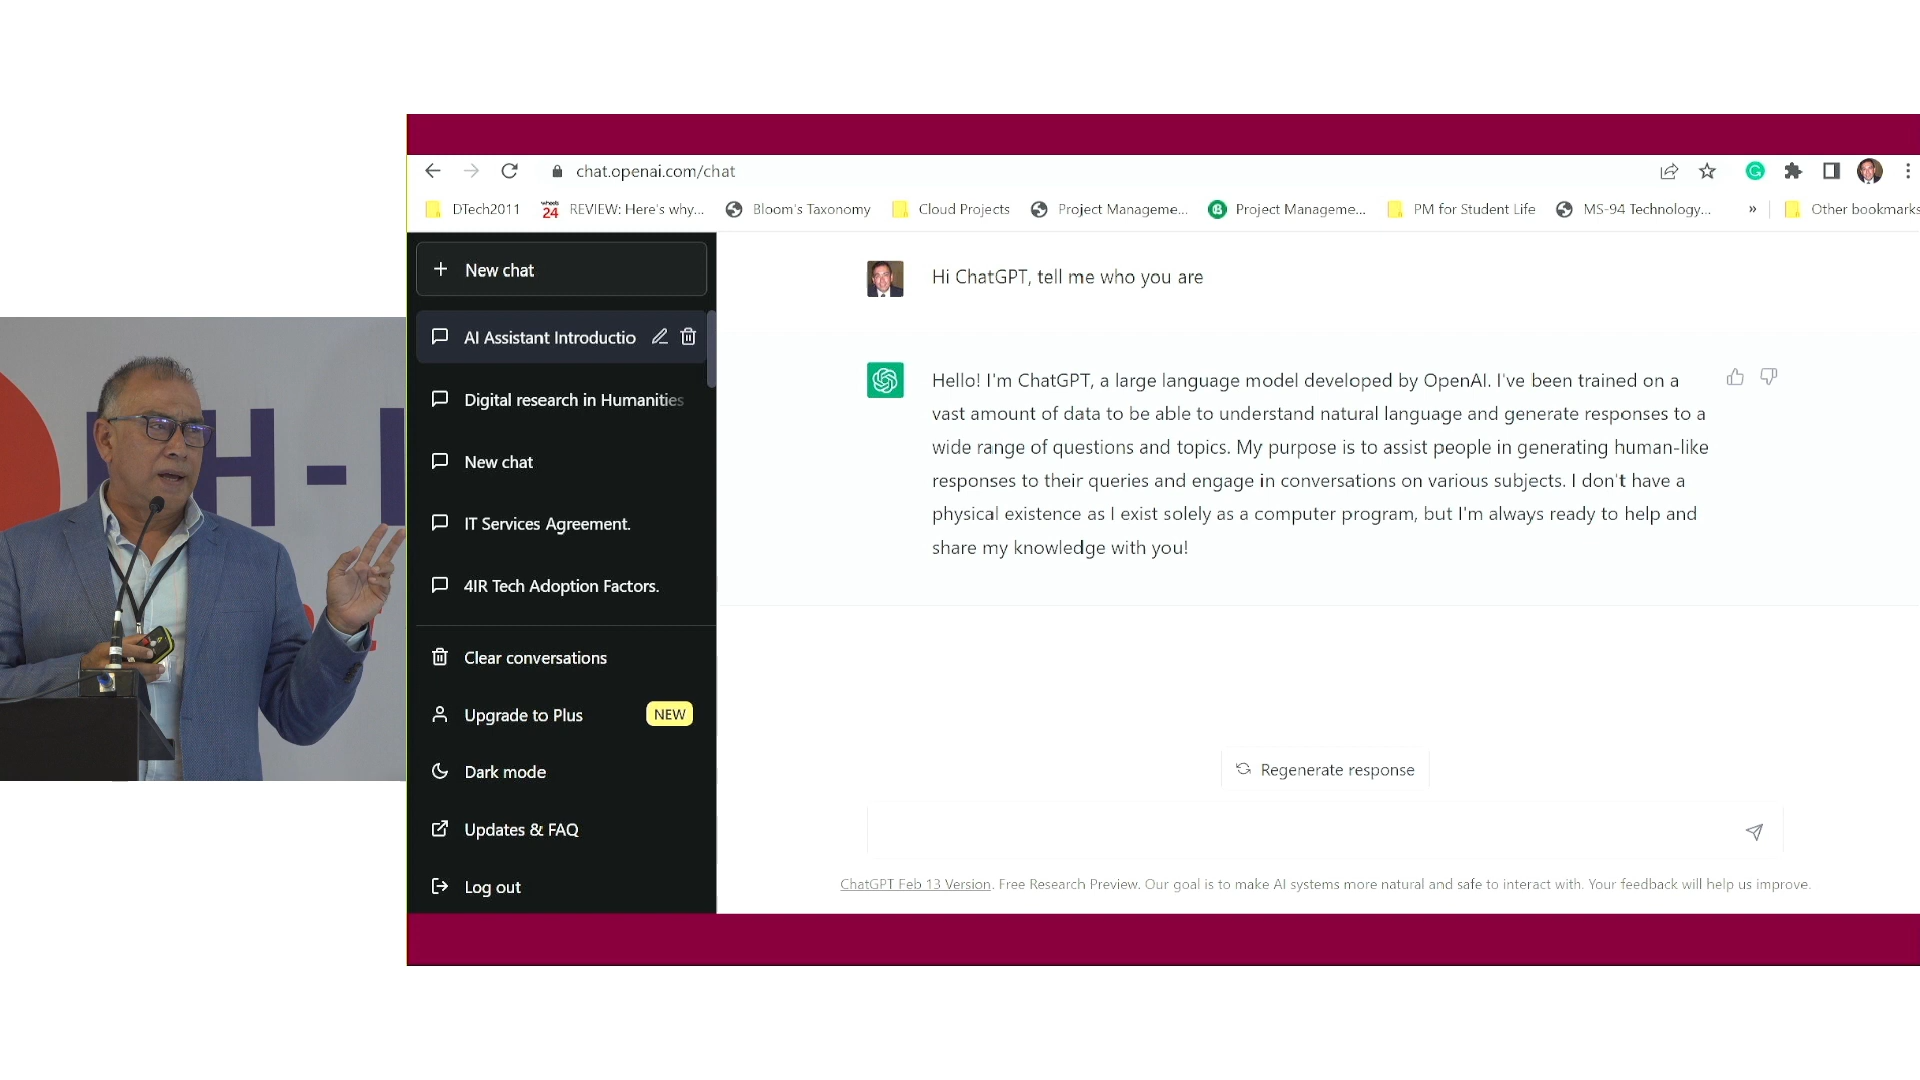 chat.openai.com/chat
DTech2011
wheels
24
REVIEW: Here's why...
Bloom's Taxonomy
Cloud Projects
Project Manageme...
Project Manageme...
PM for Student Life
MS-94 Technology...
»
Other bookmarks
New chat
AI Assistant Introductio
Digital research in Humanities
New chat
IT Services Agreement.
4IR Tech Adoption Factors.
Clear conversations
Upgrade to Plus
NEW
Dark mode
Updates & FAQ
Log out
Hi ChatGPT, tell me who you are
Hello! I'm ChatGPT, a large language model developed by OpenAI. I've been trained on a
vast amount of data to be able to understand natural language and generate responses to a
wide range of questions and topics. My purpose is to assist people in generating human-like
responses to their queries and engage in conversations on various subjects. I don't have a
physical existence as I exist solely as a computer program, but I'm always ready to help and
share my knowledge with you!
Regenerate response
ChatGPT Feb 13 Version. Free Research Preview. Our goal is to make AI systems more natural and safe to interact with. Your feedback will help us improve.
H-